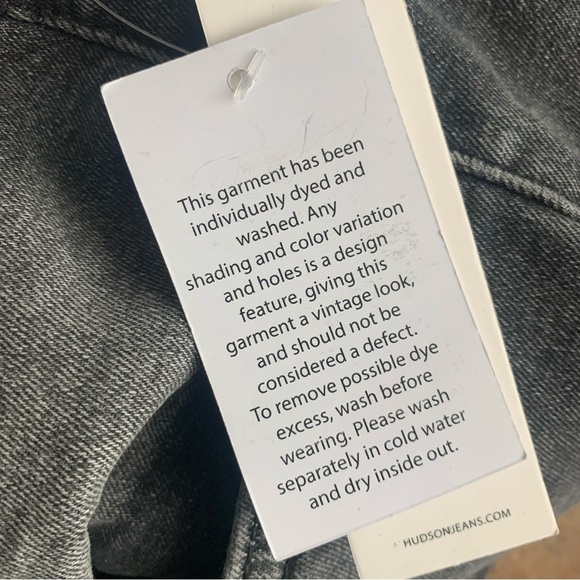 This garment has been
individually dyed and
washed. Any
shading and color variation
and holes is a design
feature, giving this
garment a vintage look,
and should not be
considered a defect.
To remove possible dye
excess, wash before
wearing. Please wash
separately in cold water
and dry inside out.
HUDSONJEANS.COM